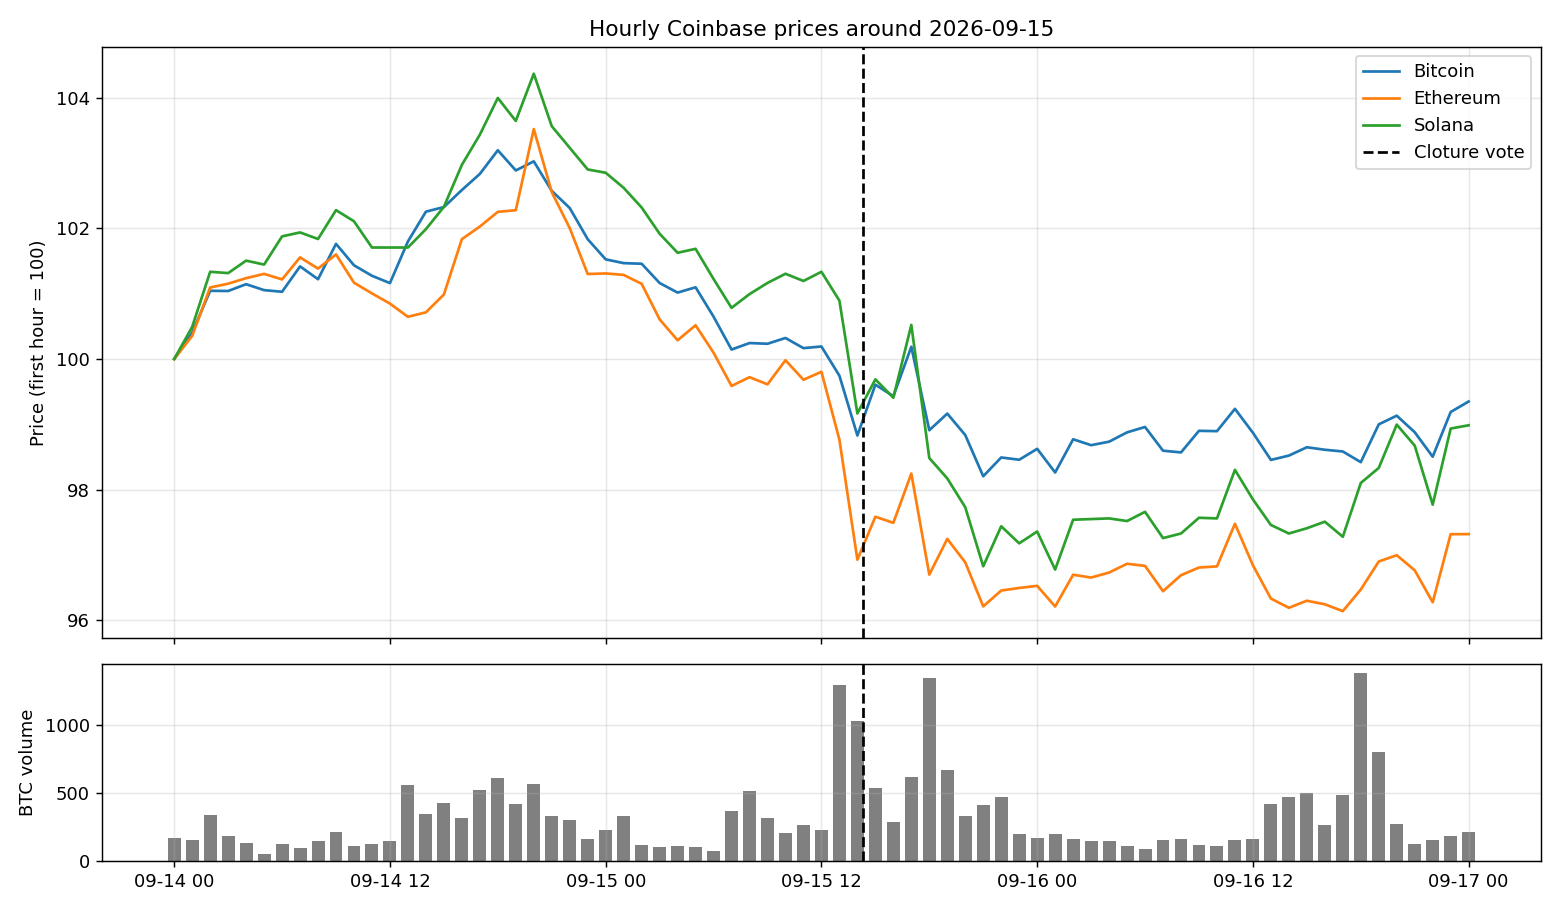 Hourly Coinbase prices around 2026-09-15
Price (first hour = 100)
104
102
100
98
96
Bitcoin
Ethereum
Solana
Cloture vote
BTC volume
1000
500
0
09-14 00
09-14 12
09-15 00
09-15 12
09-16 00
09-16 12
09-17 00